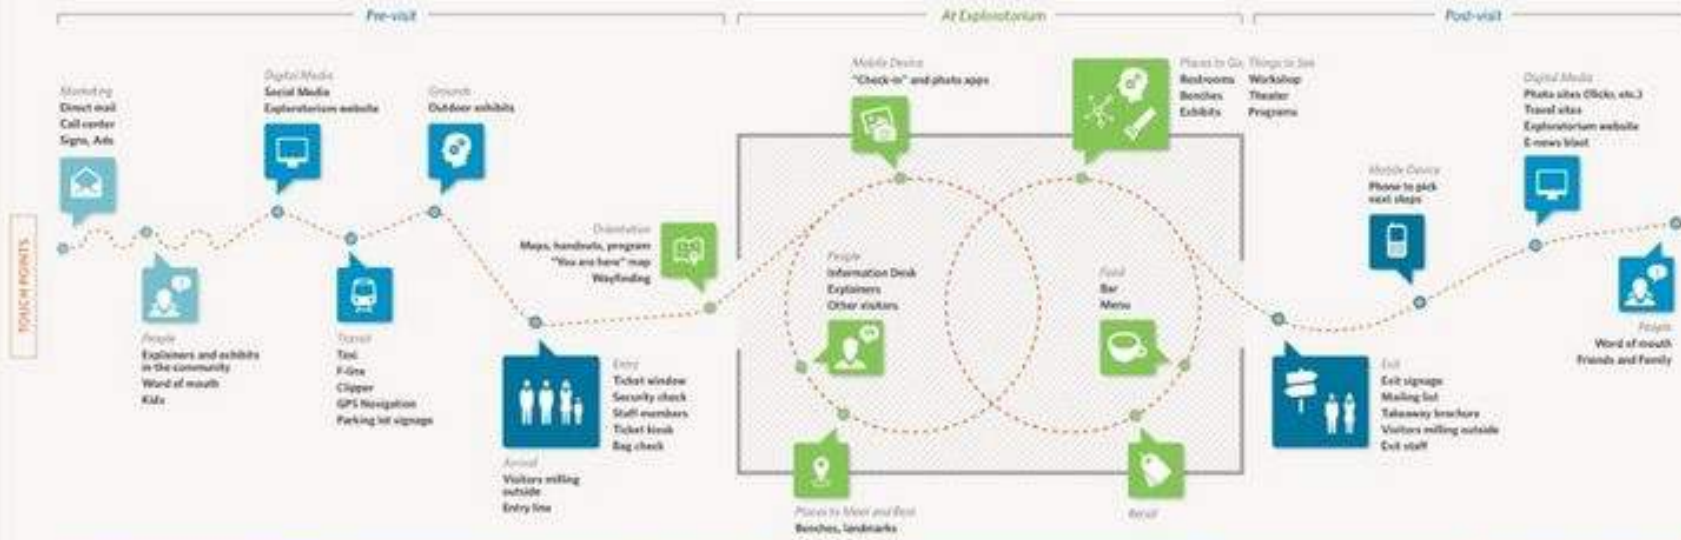 Pre-visit
At Exploratorium
Post-visit
TOUCH POINTS
Marketing
Direct mail
Call center
Signs, Ads
People
Explainers and exhibits
in the community
Word of mouth
Kids
Digital Media
Social Media
Exploratorium website
Transit
Taxi
F-line
Clipper
GPS Navigation
Parking lot signage
Grounds
Outdoor exhibits
Arrival
Visitors milling
outside
Entry line
Entry
Ticket window
Security check
Staff members
Ticket kiosk
Bag check
Orientation
Maps, handouts, program
"You are here" map
Wayfinding
Mobile Device
"Check-in" and photo apps
People
Information Desk
Explainers
Other visitors
Places to Meet and Rest
Benches, landmarks
Places to Go
Restrooms
Benches
Exhibits
Things to See
Workshop
Theater
Programs
Food
Bar
Menu
Retail
Exit
Exit signage
Mailing list
Takeaway brochure
Visitors milling outside
Exit staff
Mobile Device
Phone to pick
next stops
Digital Media
Photo sites (flickr, etc.)
Travel sites
Exploratorium website
E-news blast
People
Word of mouth
Friends and Family